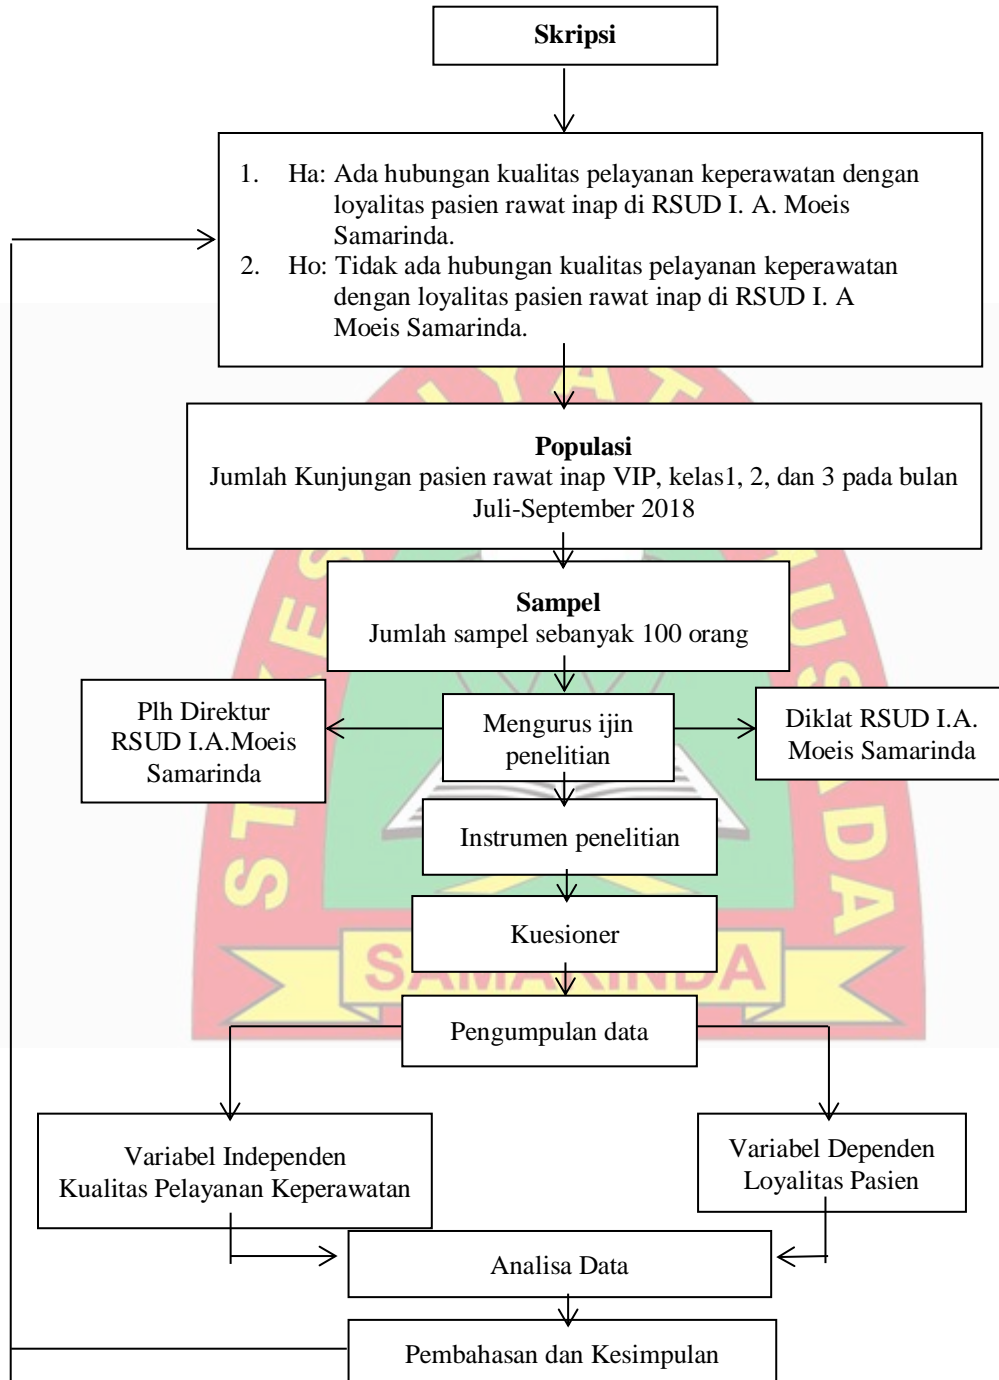 Skripsi
1. Ha: Ada hubungan kualitas pelayanan keperawatan dengan
loyalitas pasien rawat inap di RSUD I. A. Moeis
Samarinda.
2. Ho: Tidak ada hubungan kualitas pelayanan keperawatan
dengan loyalitas pasien rawat inap di RSUD I. A
Moeis Samarinda.
Populasi
Jumlah Kunjungan pasien rawat inap VIP, kelas1, 2, dan 3 pada bulan
Juli-September 2018
Sampel
Jumlah sampel sebanyak 100 orang
Plh Direktur
RSUD I.A.Moeis
Samarinda
Mengurus ijin
penelitian
Diklat RSUD I.A.
Moeis Samarinda
Instrumen penelitian
Kuesioner
SAMARINDA
Pengumpulan data
Variabel Independen
Kualitas Pelayanan Keperawatan
Variabel Dependen
Loyalitas Pasien
Analisa Data
Pembahasan dan Kesimpulan